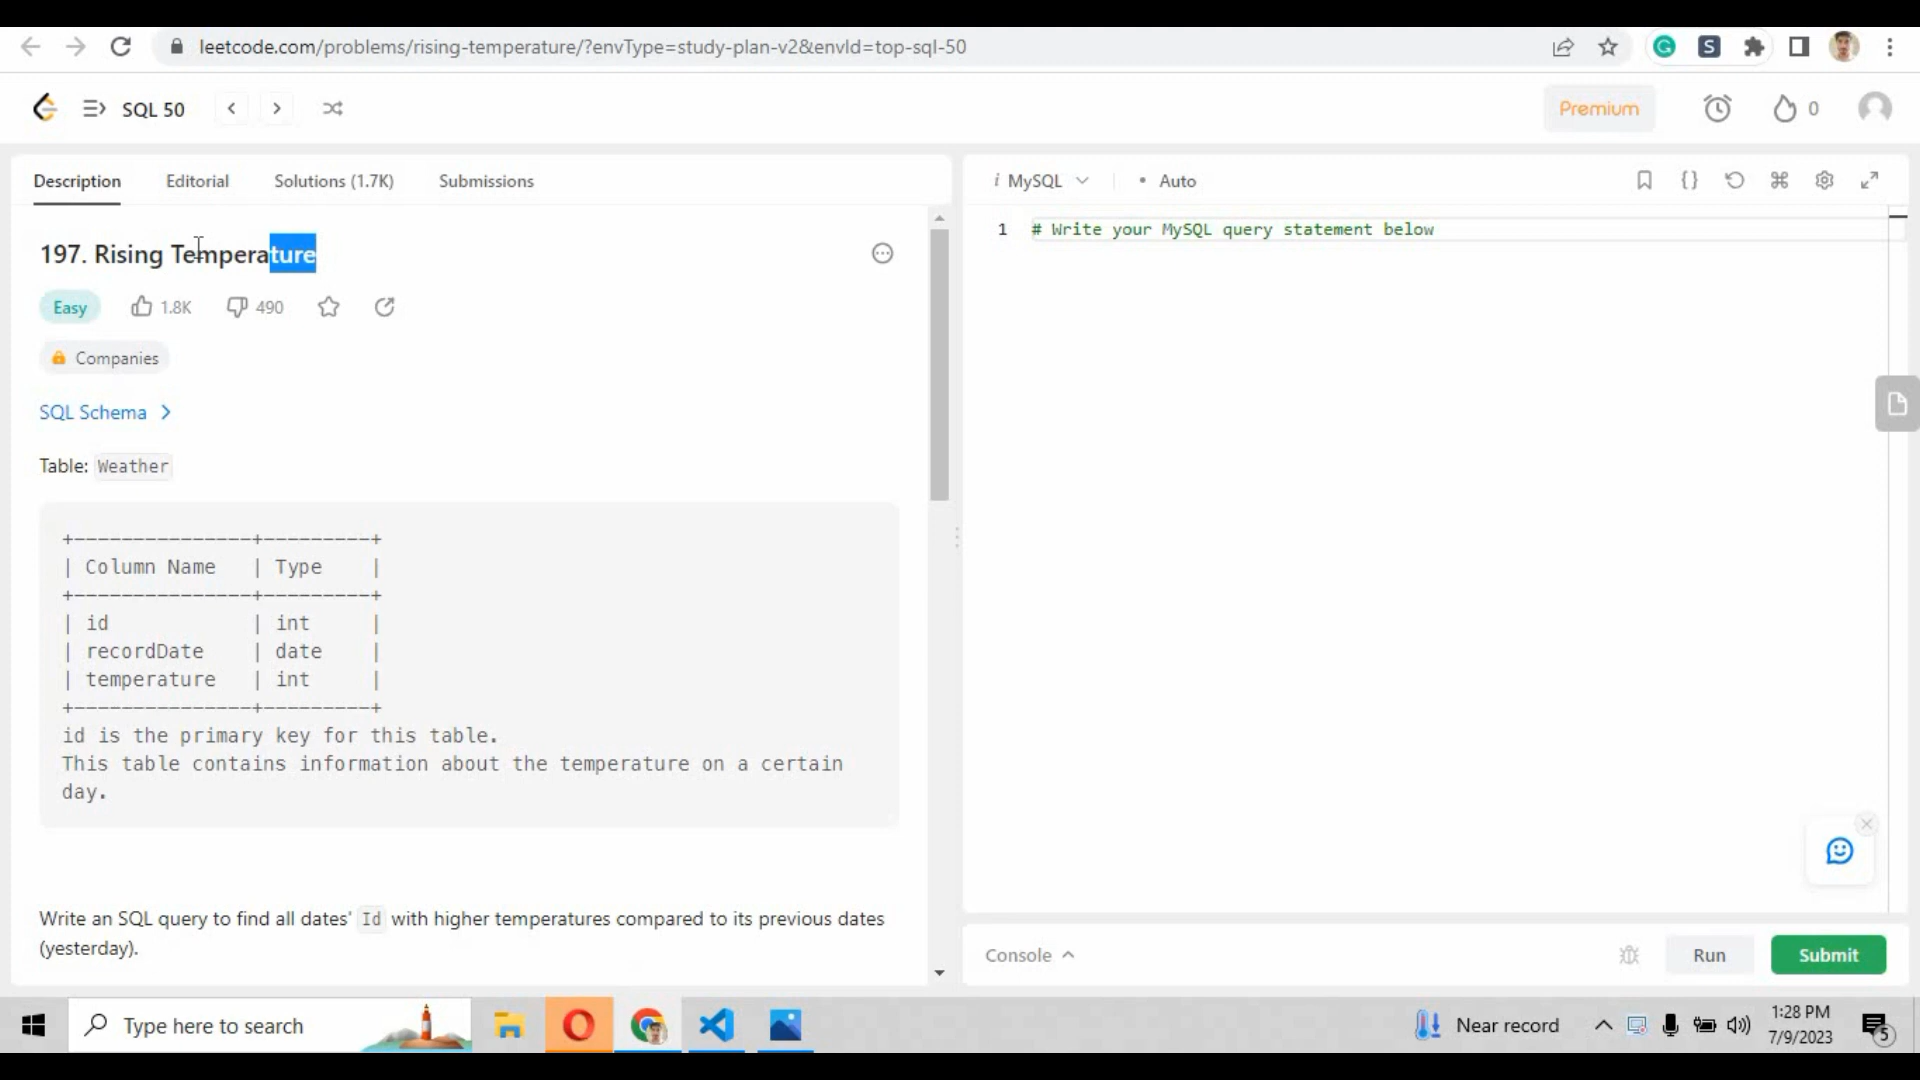 leetcode.com/problems/rising-temperature/?envType=study-plan-v2&envId=top-sql-50
SQL 50
Premium
0
Description
Editorial
Solutions (1.7K)
Submissions
197. Rising Temperature
Easy
1.8K
490
Companies
SQL Schema
Table: Weather
+---------------+---------+
| Column Name   | Type    |
+---------------+---------+
| id            | int     |
| recordDate    | date    |
| temperature   | int     |
+---------------+---------+
id is the primary key for this table.
This table contains information about the temperature on a certain
day.
Write an SQL query to find all dates' Id with higher temperatures compared to its previous dates
(yesterday).
i MySQL
• Auto
{}
1 # Write your MySQL query statement below
Console
Run
Submit
Type here to search
Near record
1:28 PM
7/9/2023
5